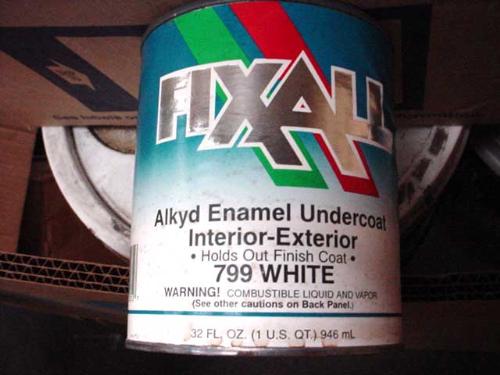 FIXALL
Alkyd Enamel Undercoat
Interior-Exterior
• Holds Out Finish Coat •
799 WHITE
WARNING! COMBUSTIBLE LIQUID AND VAPOR
(See other cautions on Back Panel.)
32 FL. OZ. (1 U.S. QT.) 946 mL